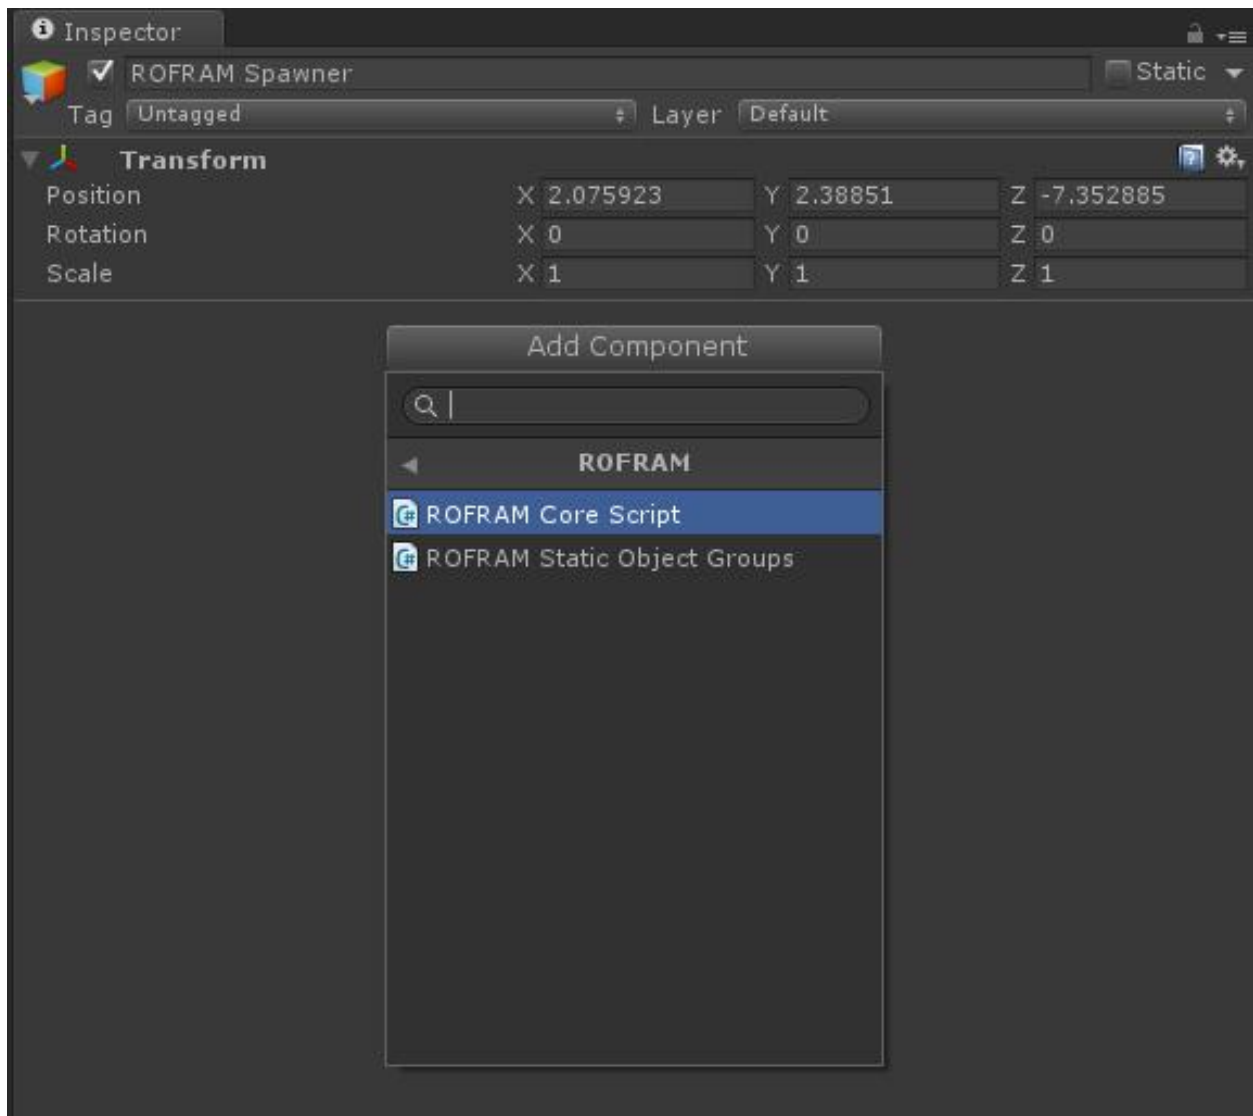 Inspector
ROFRAM Spawner Static
Tag Untagged Layer Default
Transform
Position X 2.075923 Y 2.38851 Z -7.352885
Rotation X 0 Y 0 Z 0
Scale X 1 Y 1 Z 1
Add Component
ROFRAM
ROFRAM Core Script
ROFRAM Static Object Groups